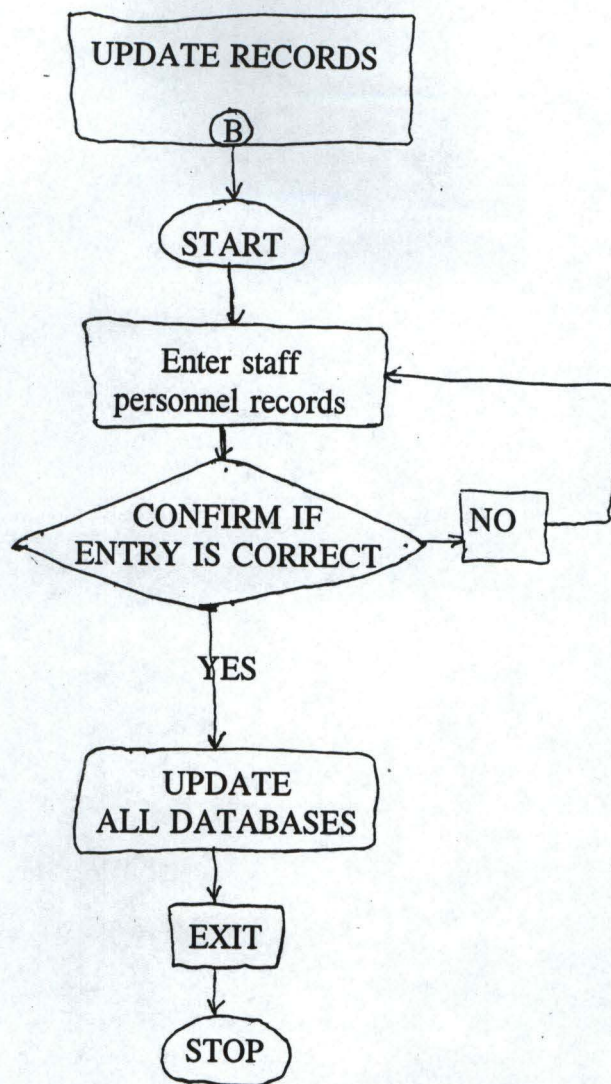 UPDATE RECORDS
B
START
Enter staff
personnel records
CONFIRM IF
ENTRY IS CORRECT
NO
YES
UPDATE
ALL DATABASES
EXIT
STOP